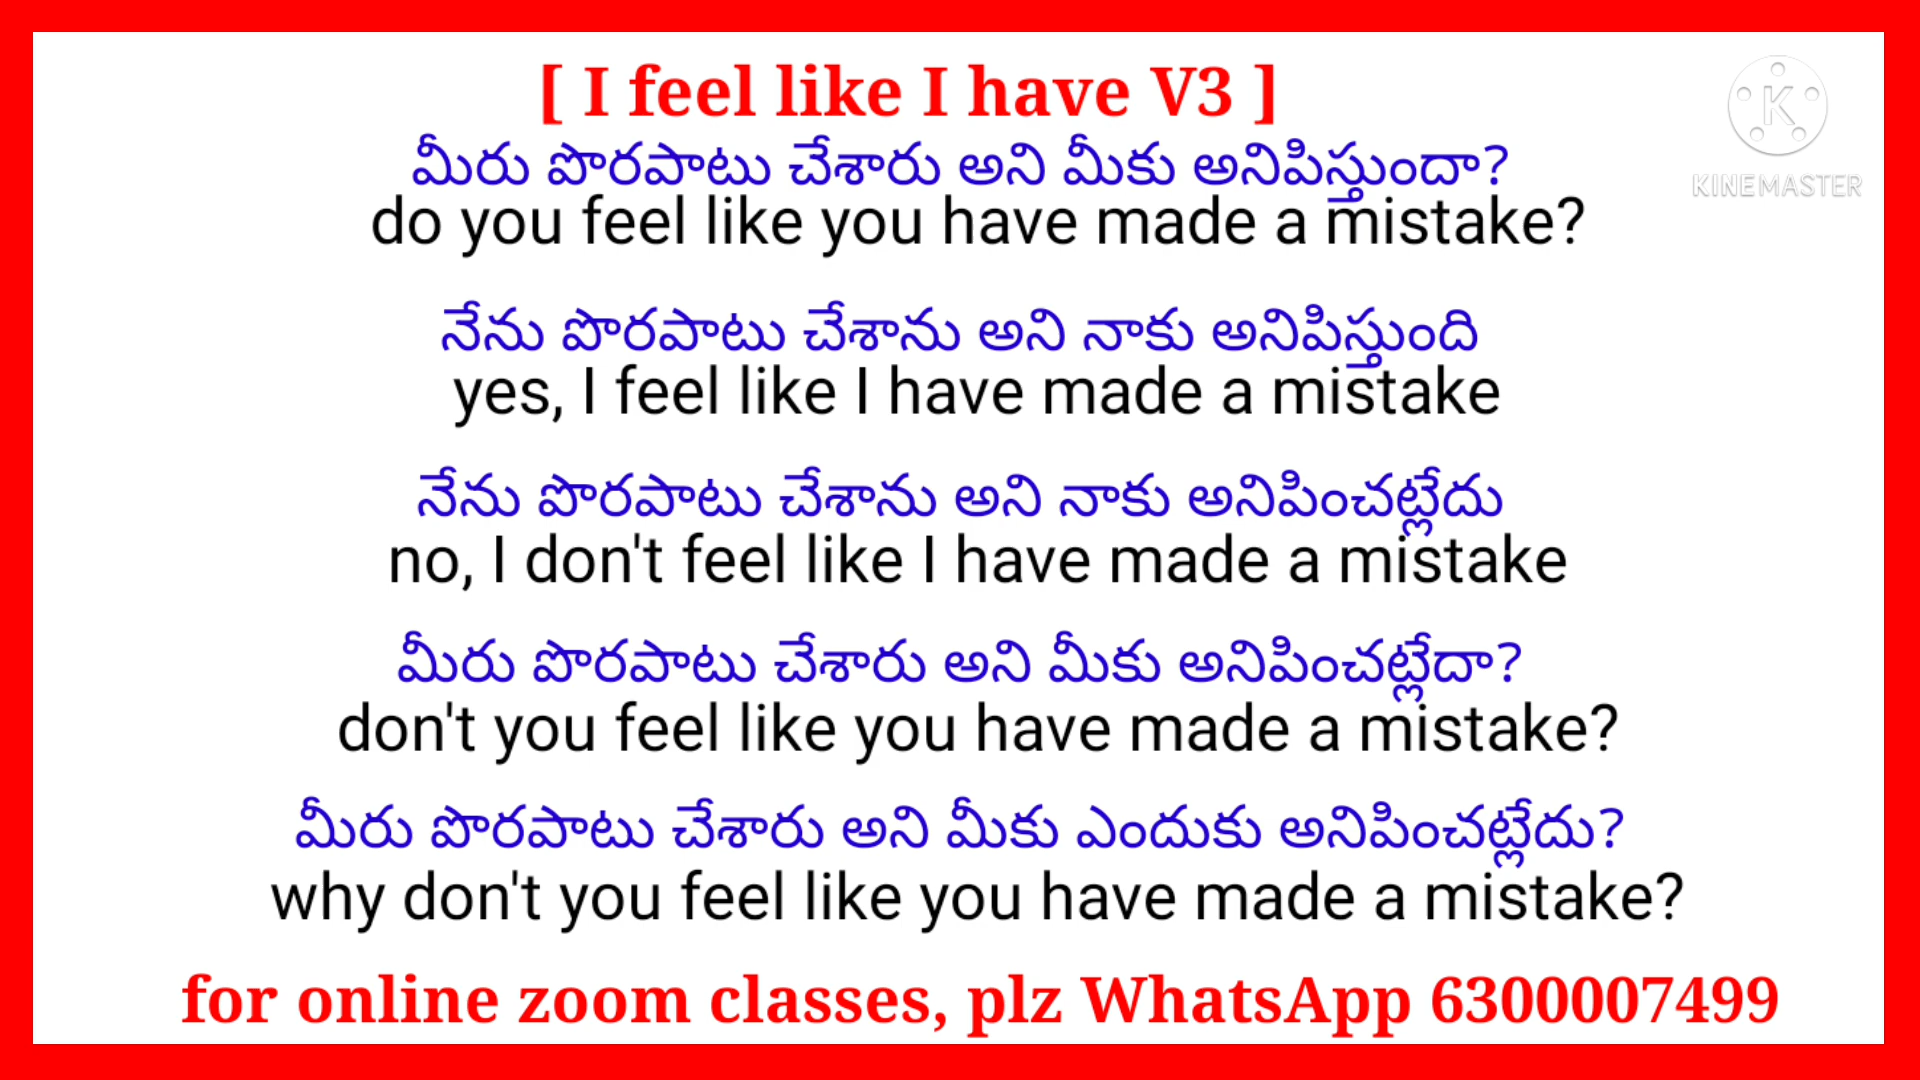 [ I feel like I have V3 ]
మీరు పొరపాటు చేశారు అని మీకు అనిపిస్తుందా?
do you feel like you have made a mistake?
నేను పొరపాటు చేశాను అని నాకు అనిపిస్తుంది
yes, I feel like I have made a mistake
నేను పొరపాటు చేశాను అని నాకు అనిపించట్లేదు
no, I don't feel like I have made a mistake
మీరు పొరపాటు చేశారు అని మీకు అనిపించట్లేదా?
don't you feel like you have made a mistake?
మీరు పొరపాటు చేశారు అని మీకు ఎందుకు అనిపించట్లేదు?
why don't you feel like you have made a mistake?
for online zoom classes, plz WhatsApp 6300007499
K
KINEMASTER